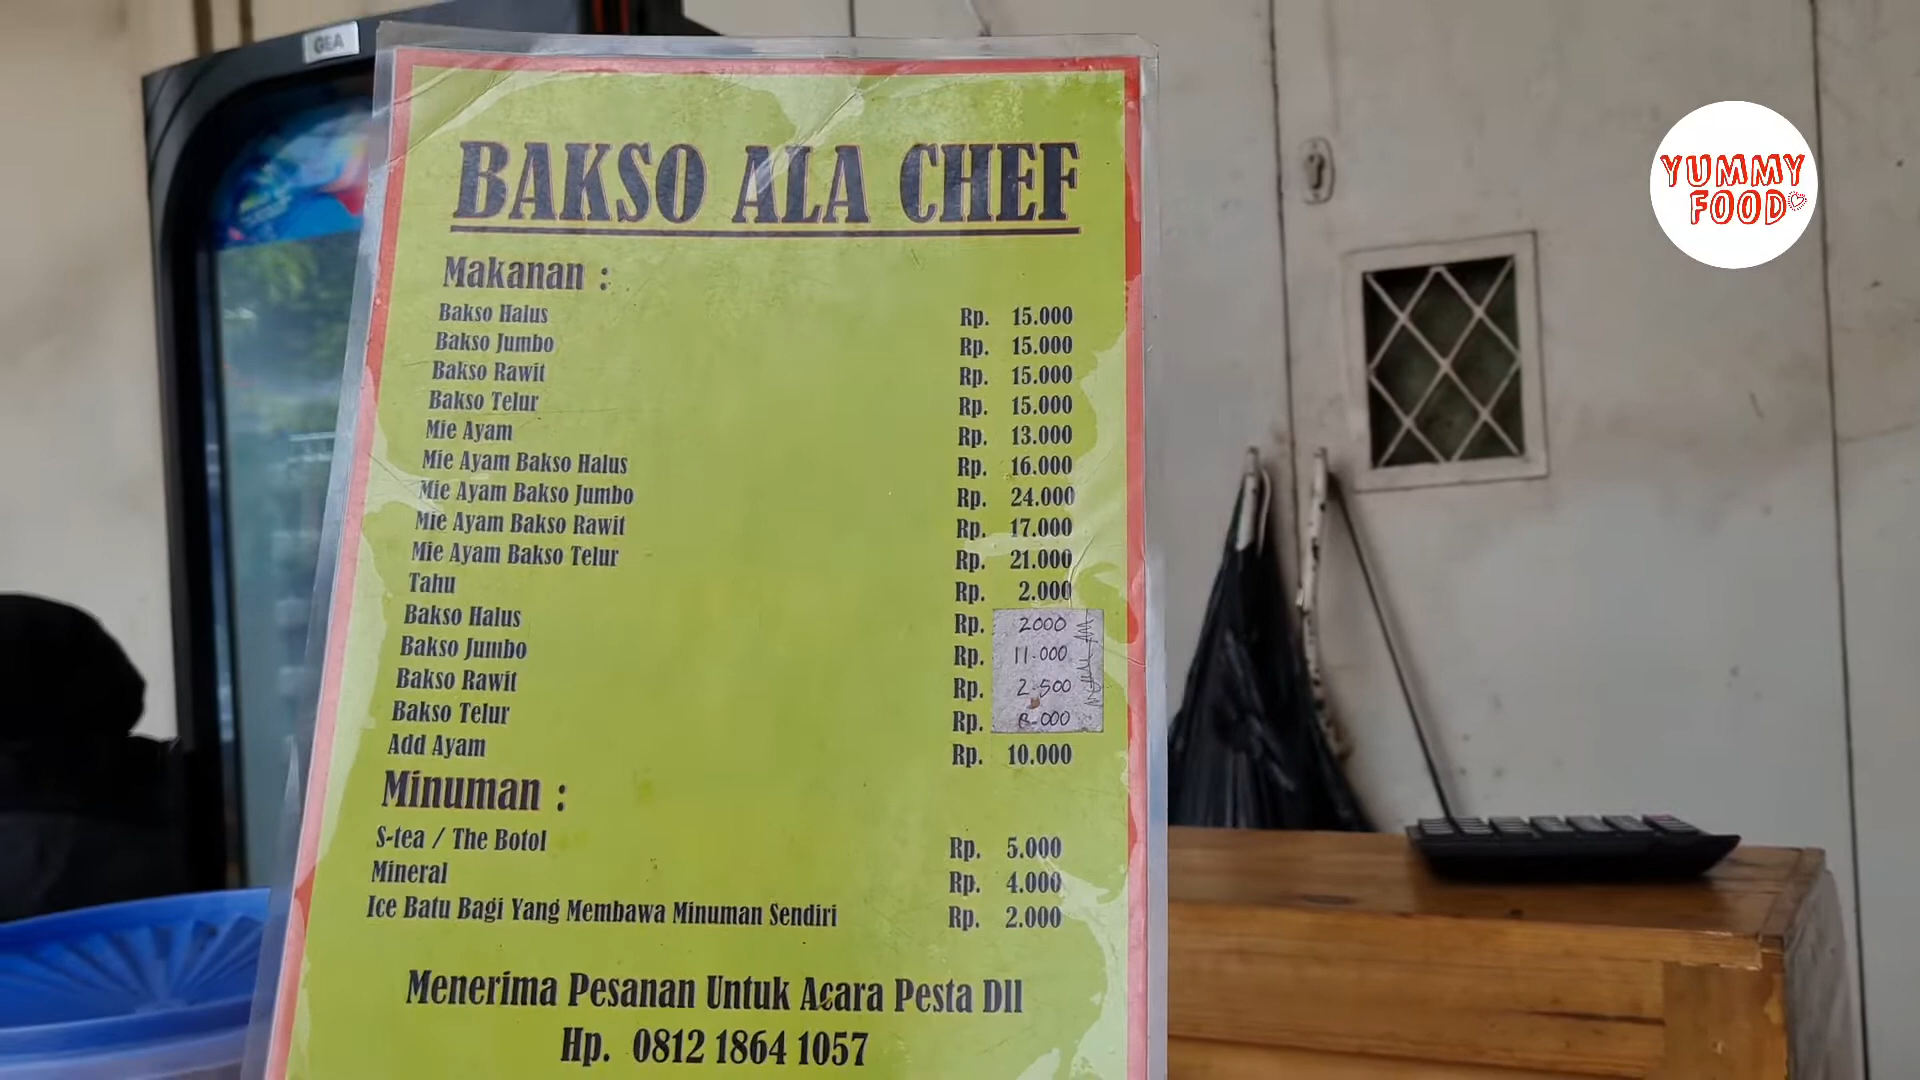 GEA
BAKSO ALA CHEF
Makanan :
Bakso Halus Rp. 15.000
Bakso Jumbo Rp. 15.000
Bakso Rawit Rp. 15.000
Bakso Telur Rp. 15.000
Mie Ayam Rp. 13.000
Mie Ayam Bakso Halus Rp. 16.000
Mie Ayam Bakso Jumbo Rp. 24.000
Mie Ayam Bakso Rawit Rp. 17.000
Mie Ayam Bakso Telur Rp. 21.000
Tahu Rp. 2.000
Bakso Halus Rp. 2000
Bakso Jumbo Rp. 11.000
Bakso Rawit Rp. 2.500
Bakso Telur Rp.
Add Ayam Rp. 10.000
Minuman :
S-tea / The Botol Rp. 5.000
Mineral Rp. 4.000
Ice Batu Bagi Yang Membawa Minuman Sendiri Rp. 2.000
Menerima Pesanan Untuk Acara Pesta Dll
Hp. 0812 1864 1057
YUMMY
FOOD